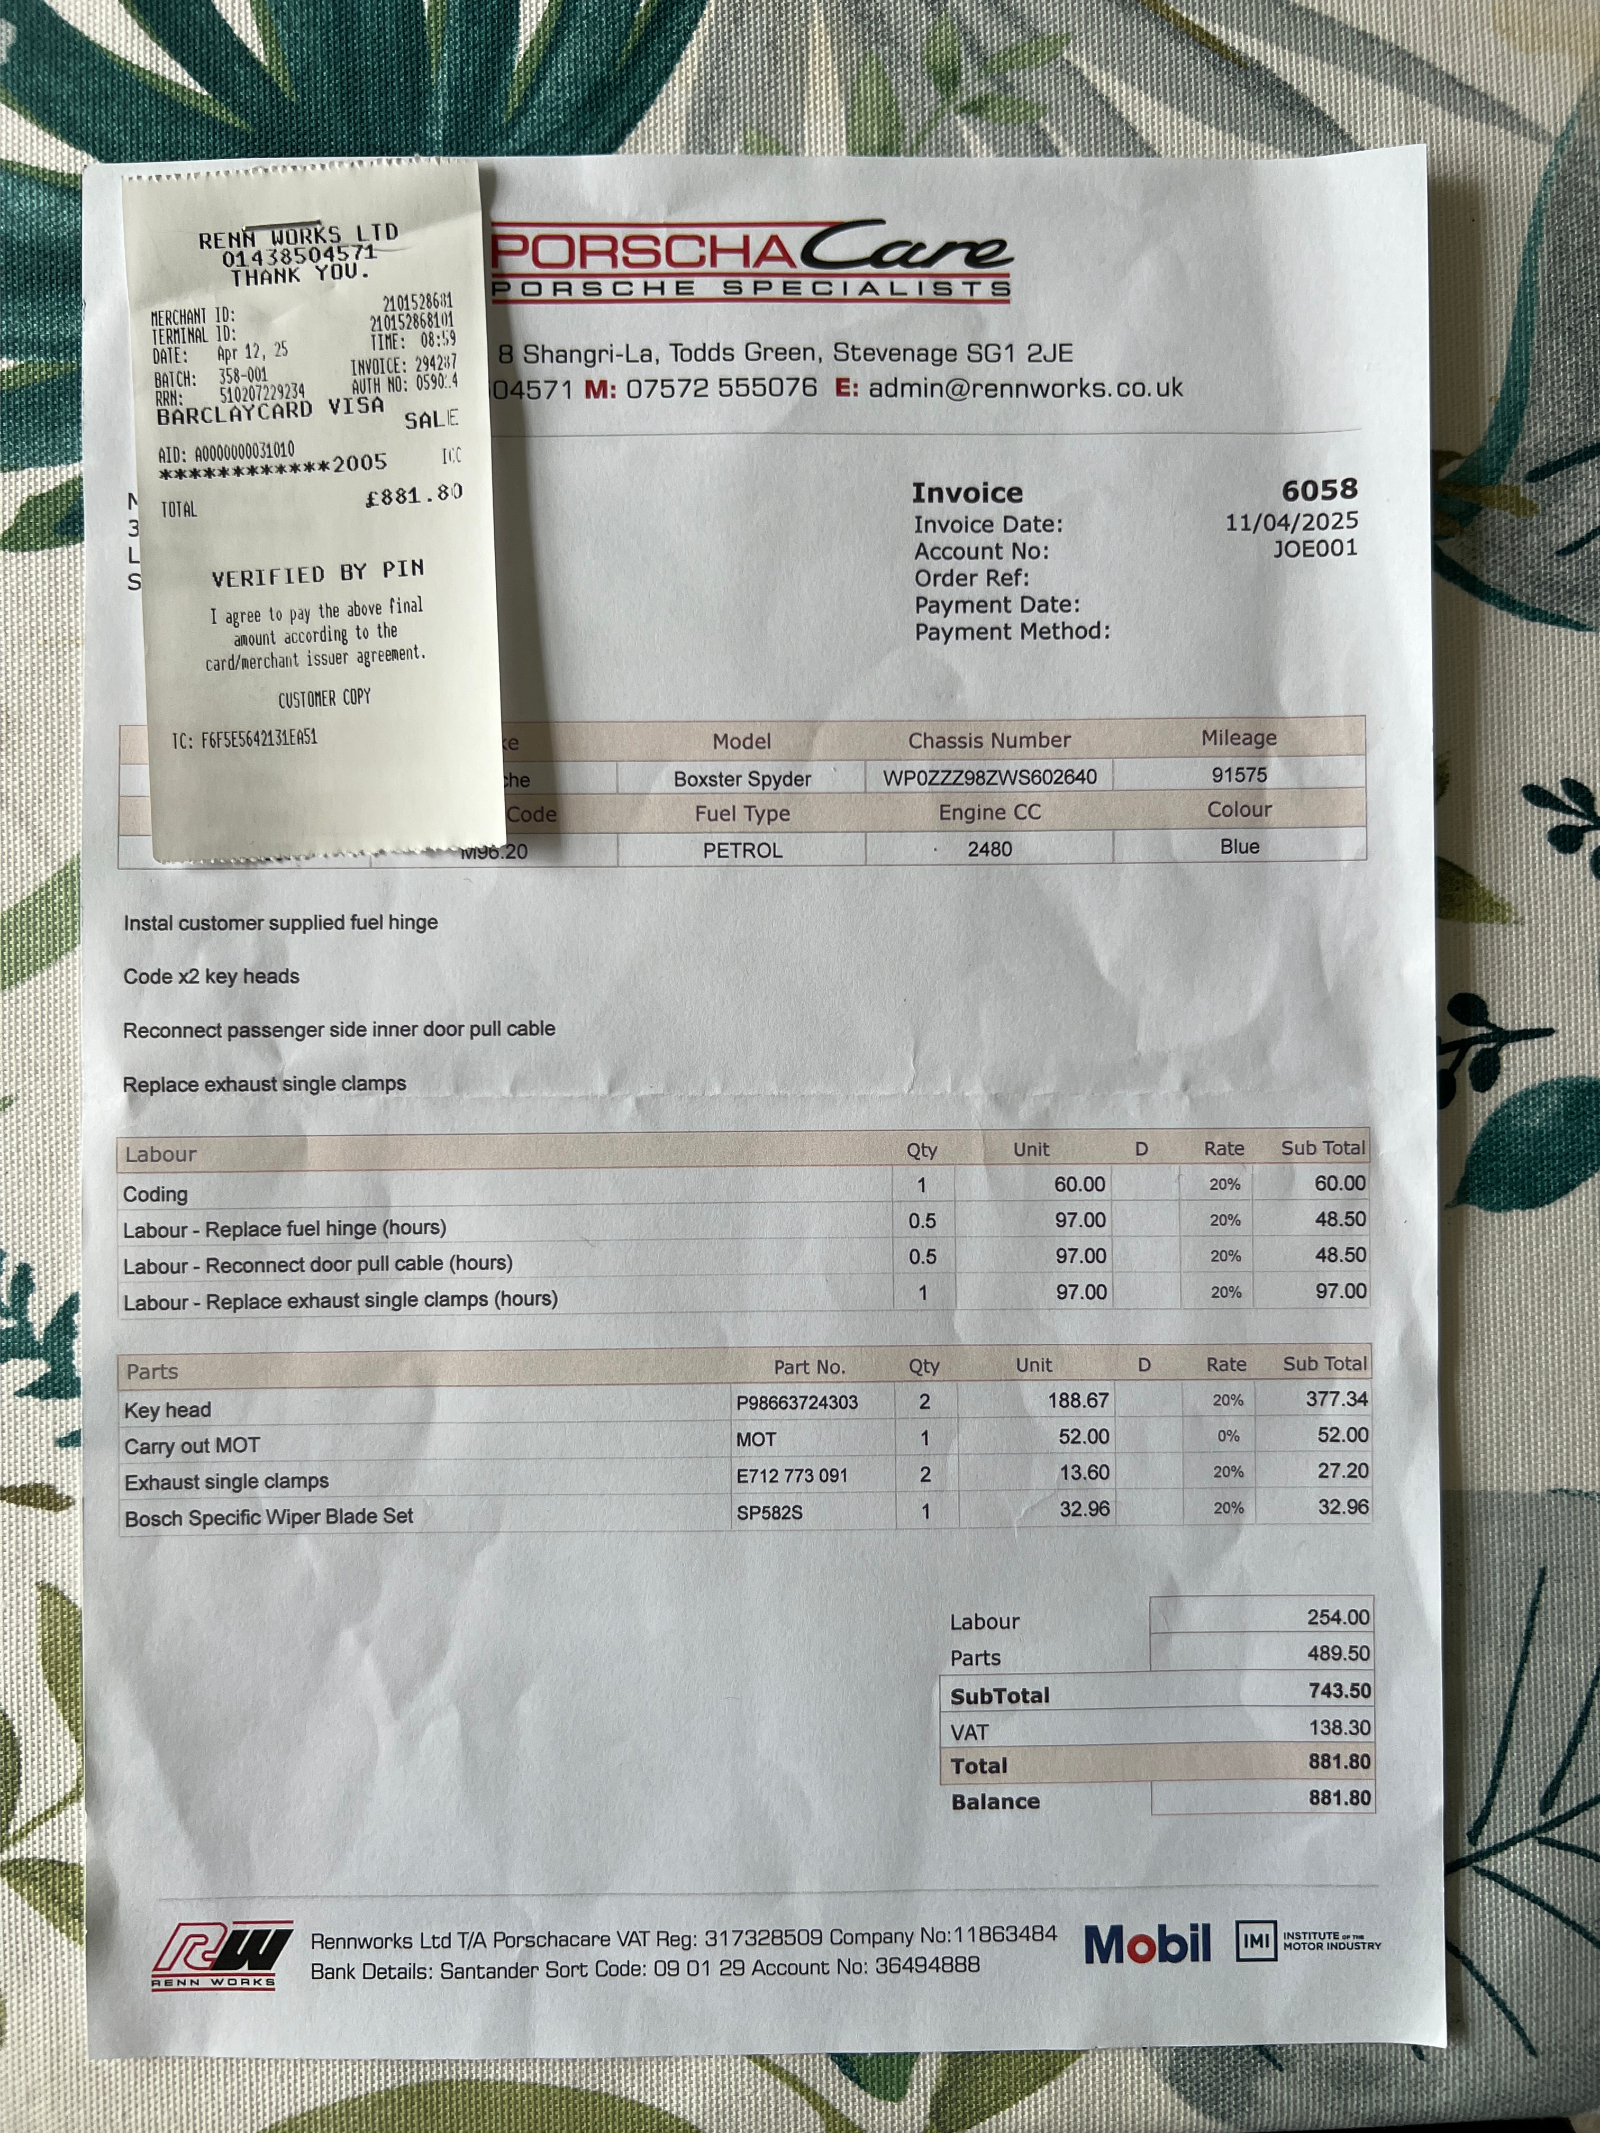 RENN WORKS LTD
01438504571
THANK YOU.
MERCHANT ID: 2101528681
TERMINAL ID: 210152868101
DATE: Apr 12, 25 TIME: 08:59
BATCH: 358-001 INVOICE: 294287
RRN: 510207229234 AUTH NO:
BARCLAYCARD VISA
SALE
AID: A0000000031010
************2005 ICC
TOTAL £881.80
VERIFIED BY PIN
I agree to pay the above final
amount according to the
card/merchant issuer agreement.
CUSTOMER COPY
TC: F6F5E5642131EA51
PORSCHACare
PORSCHE SPECIALISTS
8 Shangri-La, Todds Green, Stevenage SG1 2JE
04571 M: 07572 555076 E: admin@rennworks.co.uk
Invoice 6058
Invoice Date: 11/04/2025
Account No: JOE001
Order Ref:
Payment Date:
Payment Method:
Model Chassis Number Mileage
Boxster Spyder WP0ZZZ98ZWS602640 91575
Code Fuel Type Engine CC Colour
M96.20 PETROL 2480 Blue
Instal customer supplied fuel hinge
Code x2 key heads
Reconnect passenger side inner door pull cable
Replace exhaust single clamps
Labour Qty Unit D Rate Sub Total
Coding 1 60.00 20% 60.00
Labour - Replace fuel hinge (hours) 0.5 97.00 20% 48.50
Labour - Reconnect door pull cable (hours) 0.5 97.00 20% 48.50
Labour - Replace exhaust single clamps (hours) 1 97.00 20% 97.00
Parts Part No. Qty Unit D Rate Sub Total
Key head P98663724303 2 188.67 20% 377.34
Carry out MOT MOT 1 52.00 0% 52.00
Exhaust single clamps E712 773 091 2 13.60 20% 27.20
Bosch Specific Wiper Blade Set SP582S 1 32.96 20% 32.96
Labour 254.00
Parts 489.50
SubTotal 743.50
VAT 138.30
Total 881.80
Balance 881.80
RW
RENN WORKS
Rennworks Ltd T/A Porschacare VAT Reg: 317328509 Company No:11863484
Bank Details: Santander Sort Code: 09 01 29 Account No: 36494888
Mobil
IMI INSTITUTE OF THE
MOTOR INDUSTRY